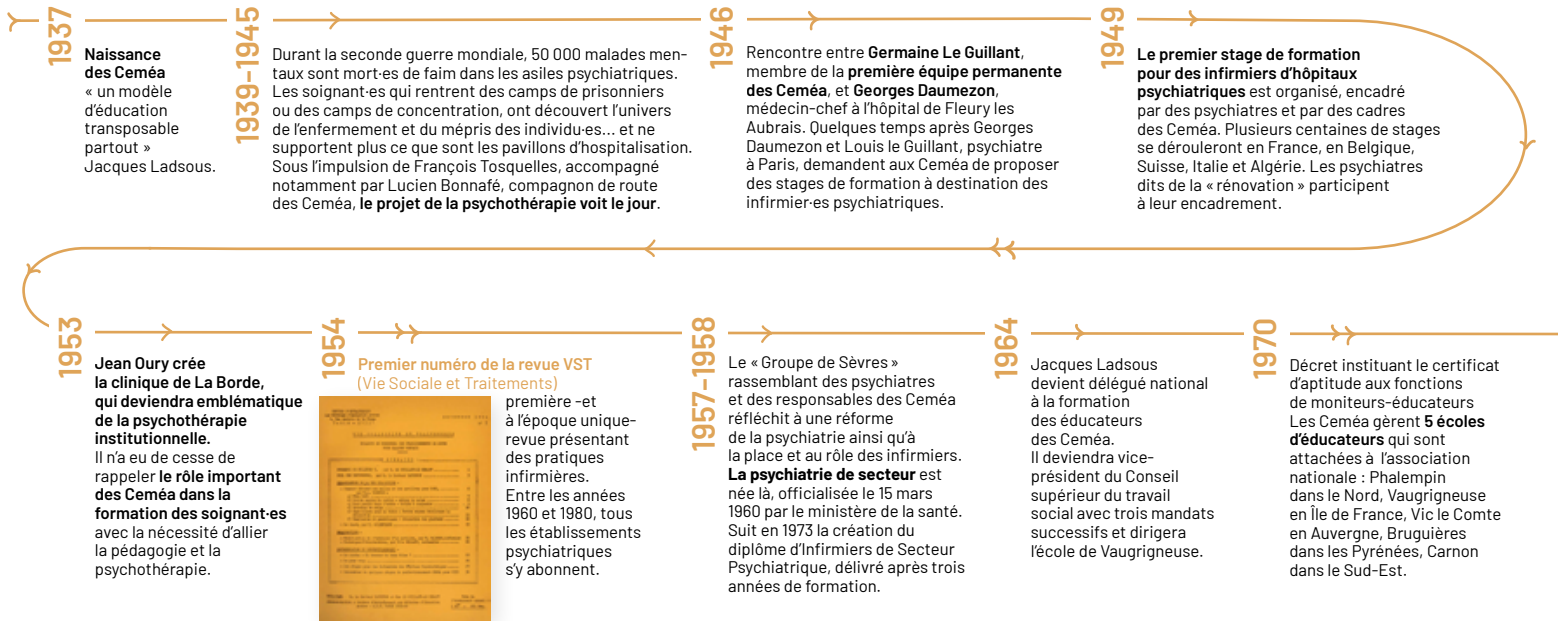 1937
Naissance
des Ceméa
« un modèle
d’éducation
transposable
partout »
Jacques Ladsous.
1939-1945
Durant la seconde guerre mondiale, 50 000 malades men-
taux sont mort·es de faim dans les asiles psychiatriques.
Les soignant·es qui rentrent des camps de prisonniers
ou des camps de concentration, ont découvert l’univers
de l’enfermement et du mépris des individu·es... et ne
supportent plus ce que sont les pavillons d’hospitalisation.
Sous l’impulsion de François Tosquelles, accompagné
notamment par Lucien Bonnafé, compagnon de route
des Ceméa, le projet de la psychothérapie voit le jour.
1946
Rencontre entre Germaine Le Guillant,
membre de la première équipe permanente
des Ceméa, et Georges Daumezon,
médecin-chef à l’hôpital de Fleury les
Aubrais. Quelques temps après Georges
Daumezon et Louis le Guillant, psychiatre
à Paris, demandent aux Ceméa de proposer
des stages de formation à destination des
infirmier·es psychiatriques.
1949
Le premier stage de formation
pour des infirmiers d’hôpitaux
psychiatriques est organisé, encadré
par des psychiatres et par des cadres
des Ceméa. Plusieurs centaines de stages
se dérouleront en France, en Belgique,
Suisse, Italie et Algérie. Les psychiatres
dits de la « rénovation » participent
à leur encadrement.
1953
Jean Oury crée
la clinique de La Borde,
qui deviendra emblématique
de la psychothérapie
institutionnelle.
Il n’a eu de cesse de
rappeler le rôle important
des Ceméa dans la
formation des soignant·es
avec la nécessité d’allier
la pédagogie et la
psychothérapie.
1954
Premier numéro de la revue VST
(Vie Sociale et Traitements)
première -et
à l’époque unique-
revue présentant
des pratiques
infirmières.
Entre les années
1960 et 1980, tous
les établissements
psychiatriques
s’y abonnent.
1957-1958
Le « Groupe de Sèvres »
rassemblant des psychiatres
et des responsables des Ceméa
réfléchit à une réforme
de la psychiatrie ainsi qu’à
la place et au rôle des infirmiers.
La psychiatrie de secteur est
née là, officialisée le 15 mars
1960 par le ministère de la santé.
Suit en 1973 la création du
diplôme d’Infirmiers de Secteur
Psychiatrique, délivré après trois
années de formation.
1964
Jacques Ladsous
devient délégué national
à la formation
des éducateurs
des Ceméa.
Il deviendra vice-
président du Conseil
supérieur du travail
social avec trois mandats
successifs et dirigera
l’école de Vaugrigneuse.
1970
Décret instituant le certificat
d’aptitude aux fonctions
de moniteurs-éducateurs
Les Ceméa gèrent 5 écoles
d’éducateurs qui sont
attachées à l’association
nationale : Phalempin
dans le Nord, Vaugrigneuse
en Île de France, Vic le Comte
en Auvergne, Bruguières
dans les Pyrénées, Carnon
dans le Sud-Est.